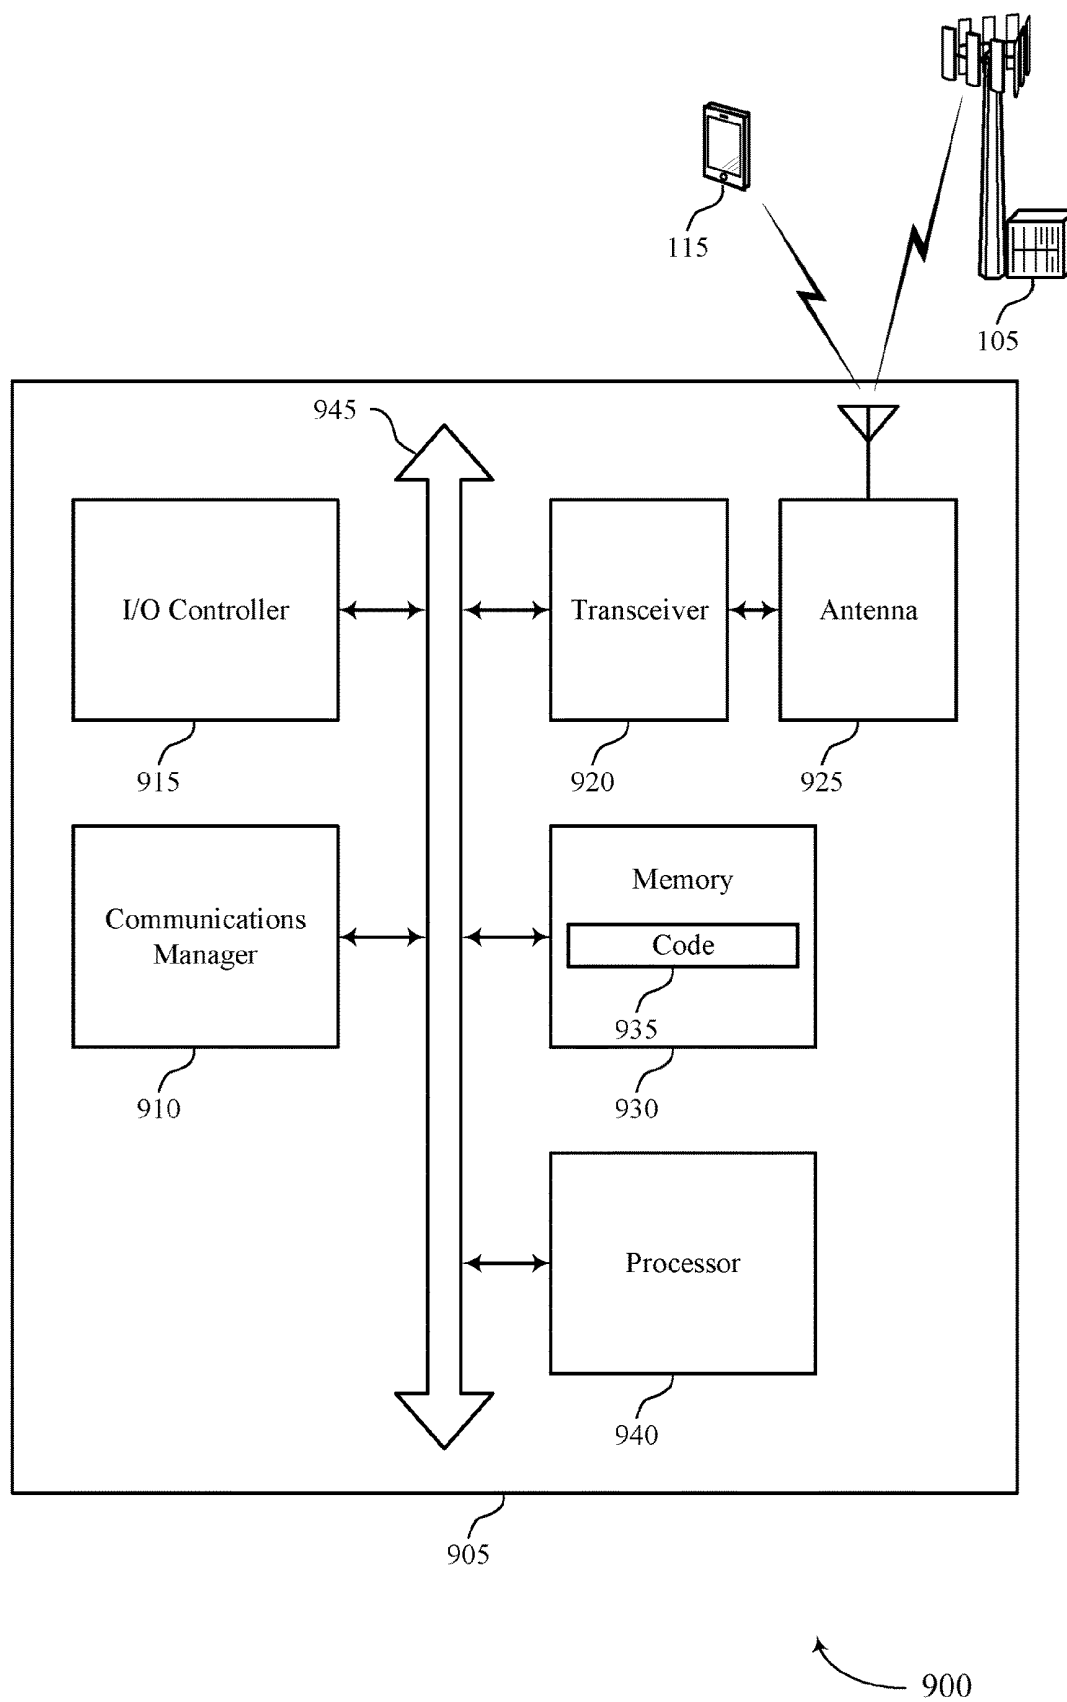 115
105
945
I/O Controller
Transceiver
Antenna
915
920
925
Communications
Manager
Memory
Code
935
910
930
Processor
940
905
900